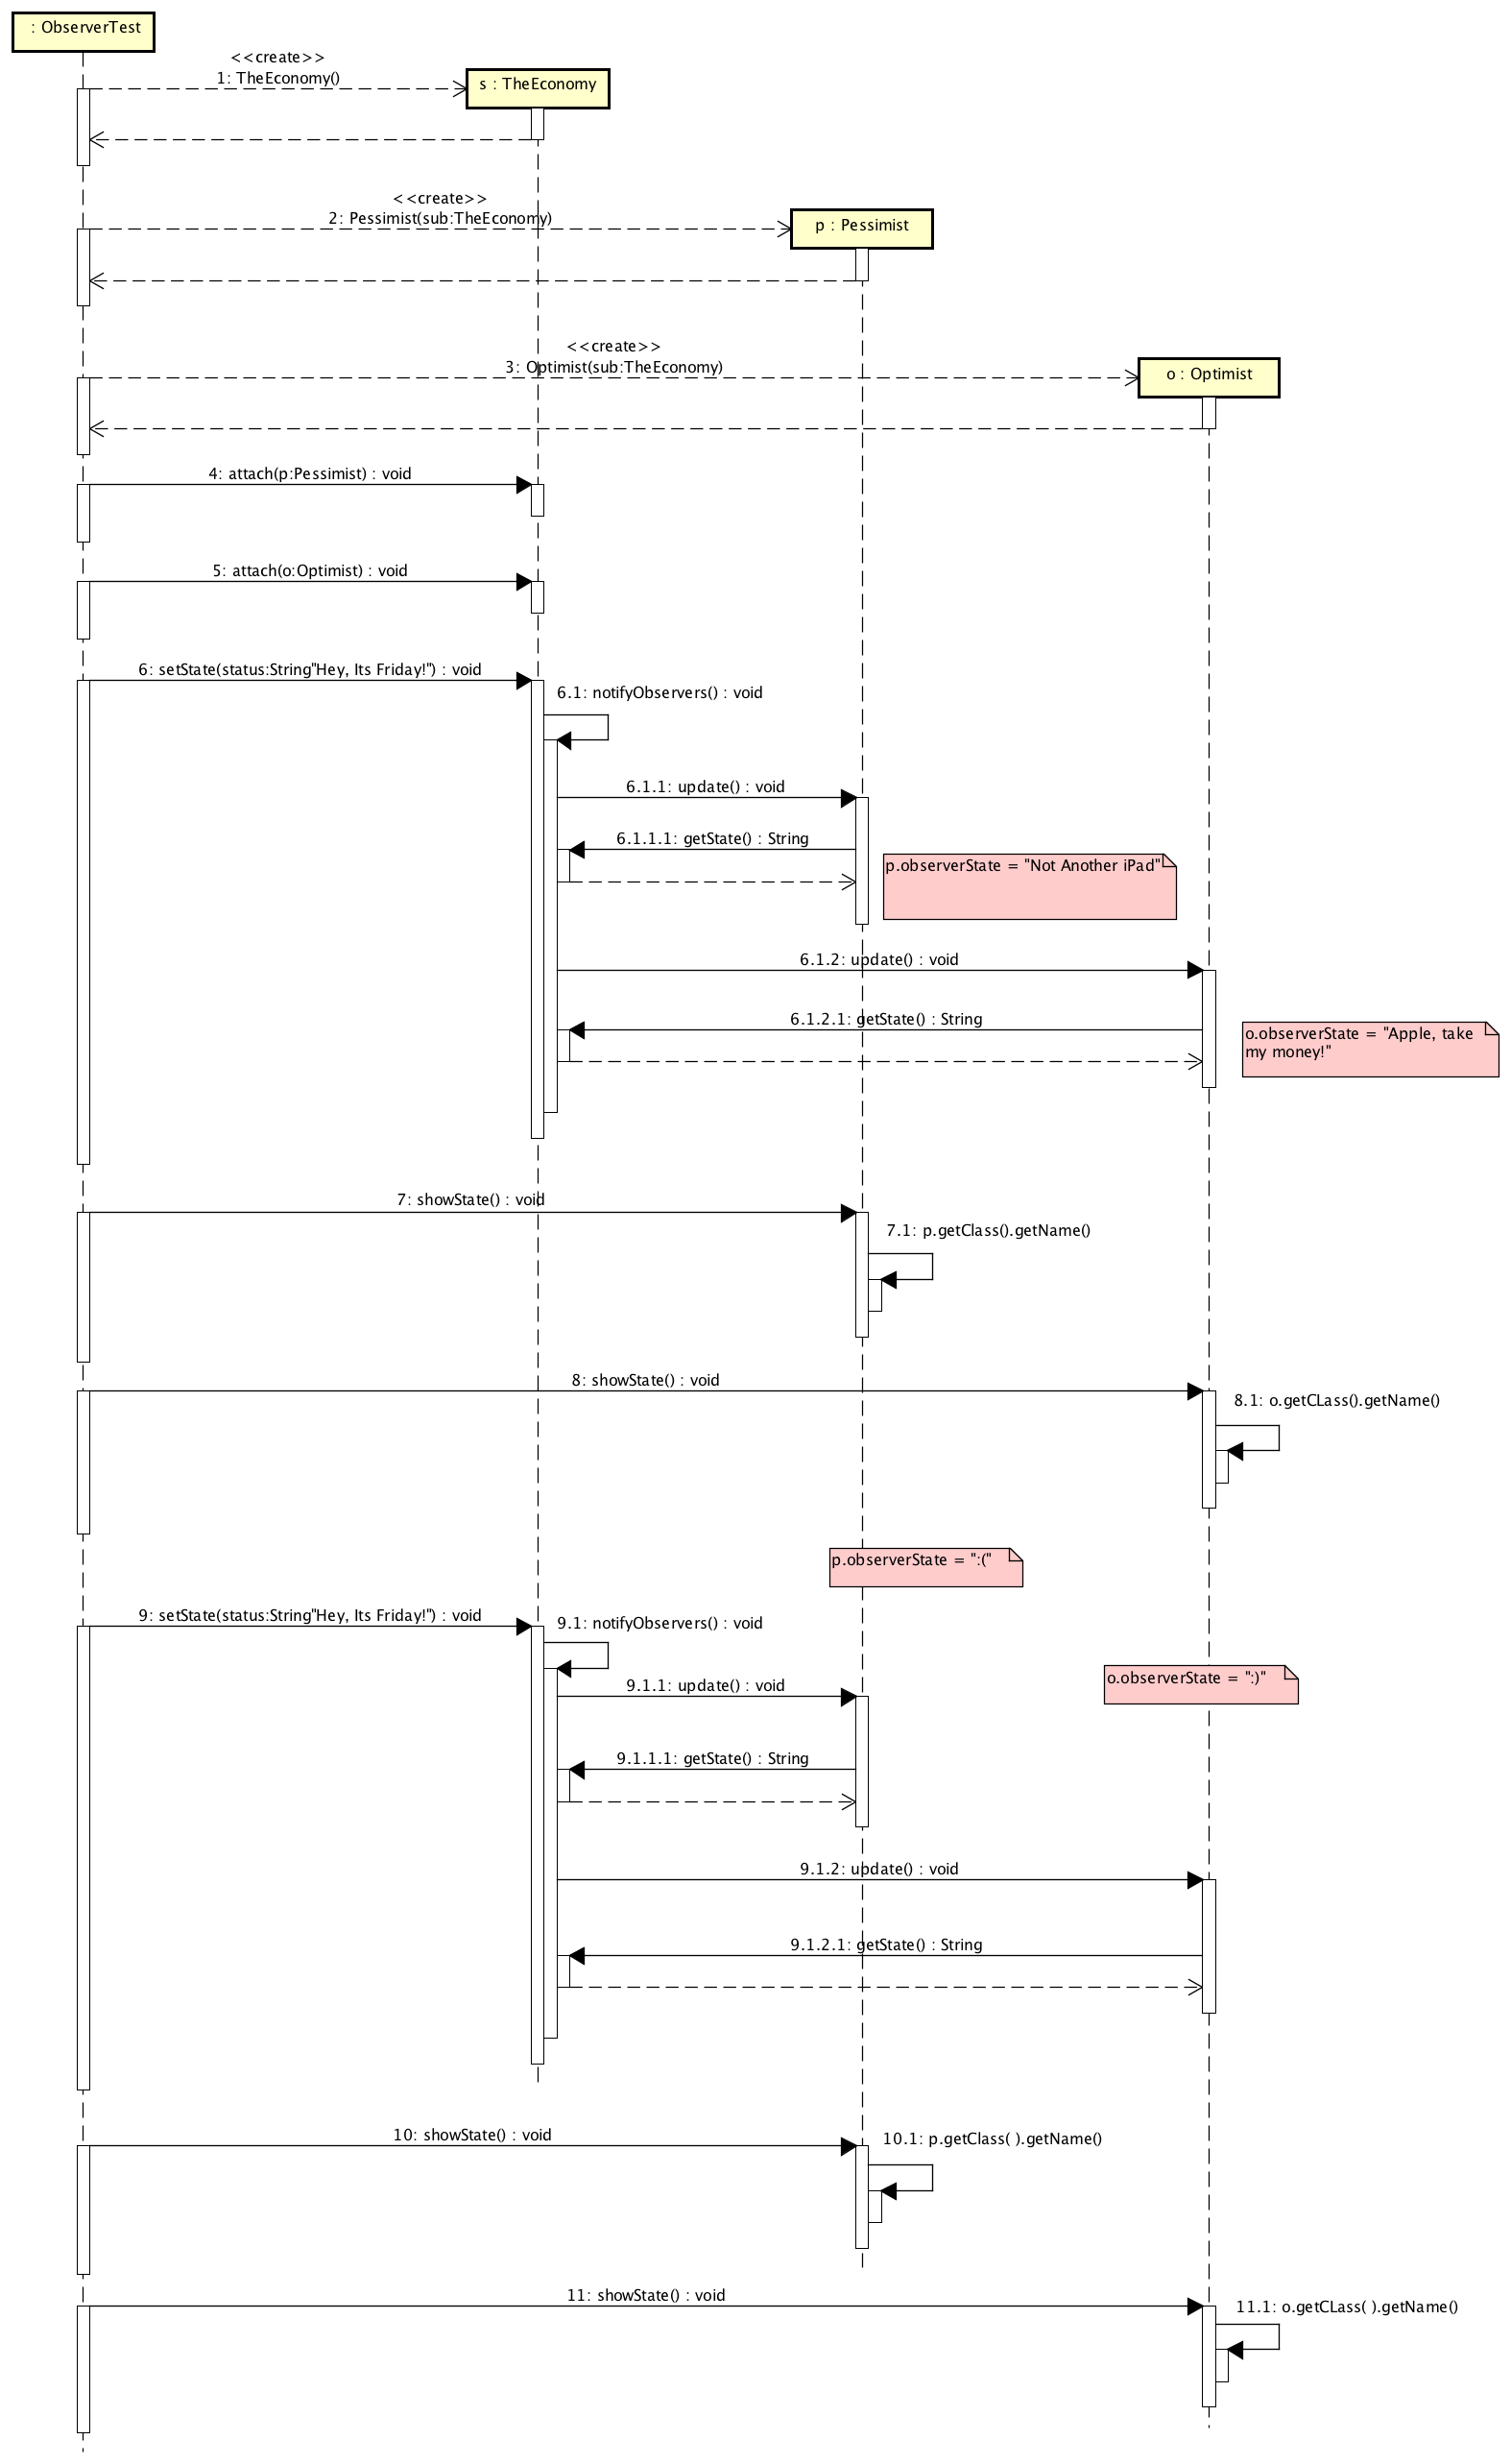 : ObserverTest
<<create>>
1: TheEconomy()
s : TheEconomy
<<create>>
2: Pessimist(sub:TheEconomy)
p : Pessimist
<<create>>
3: Optimist(sub:TheEconomy)
o : Optimist
4: attach(p:Pessimist) : void
5: attach(o:Optimist) : void
6: setState(status:String"Hey, Its Friday!") : void
6.1: notifyObservers() : void
6.1.1: update() : void
6.1.1.1: getState() : String
p.observerState = "Not Another iPad"
6.1.2: update() : void
6.1.2.1: getState() : String
o.observerState = "Apple, take
my money!"
7: showState() : void
7.1: p.getClass().getName()
8: showState() : void
8.1: o.getCLass().getName()
p.observerState = ":("
9: setState(status:String"Hey, Its Friday!") : void
9.1: notifyObservers() : void
o.observerState = ":)"
9.1.1: update() : void
9.1.1.1: getState() : String
9.1.2: update() : void
9.1.2.1: getState() : String
10: showState() : void
10.1: p.getClass( ).getName()
11: showState() : void
11.1: o.getCLass( ).getName()